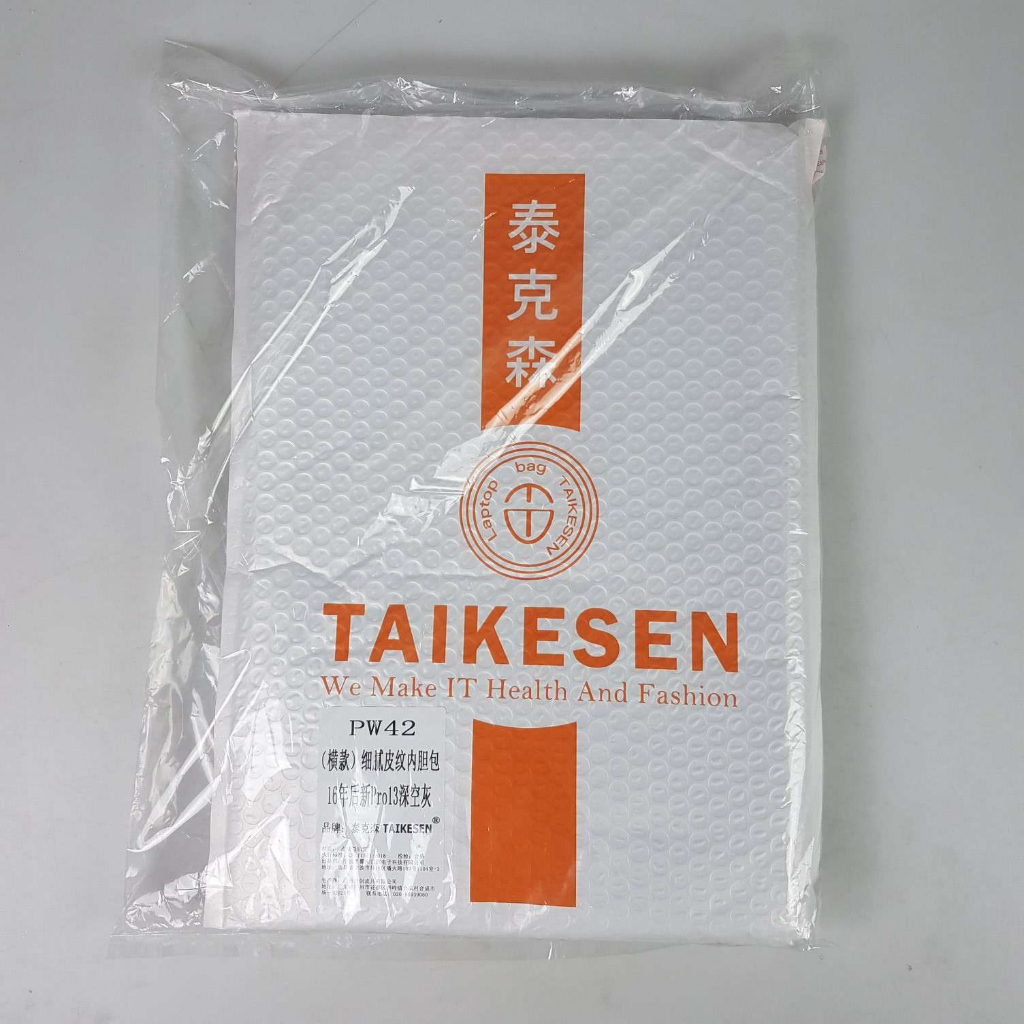 泰
克
森
Laptop bag TAIKESEN
TAIKESEN
We Make IT Health And Fashion
PW42
(横款)细腻皮纹内胆包
16年后新Pro13深空灰
品牌：泰克森 TAIKESEN®